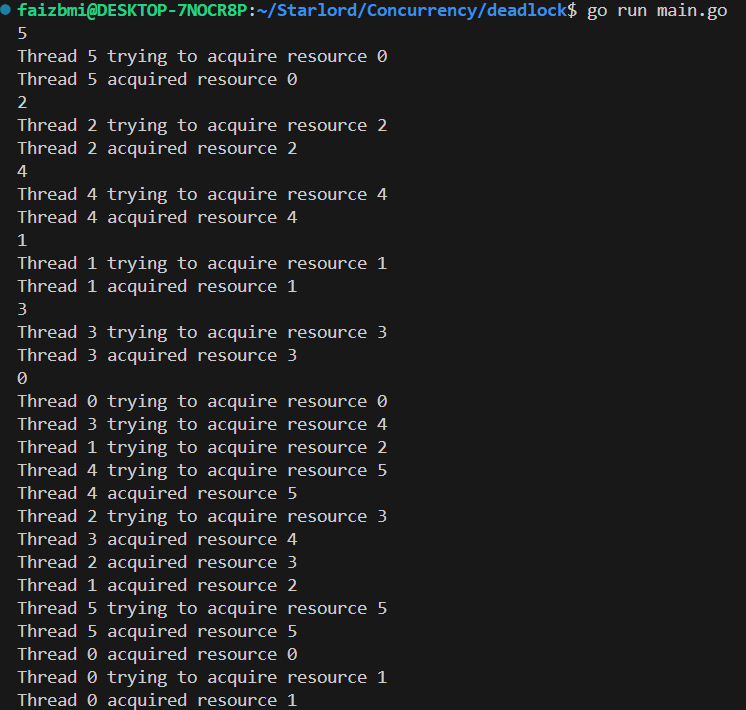 faizbmi@DESKTOP-7NOCR8P:~/Starlord/Concurrency/deadlock$ go run main.go
5
Thread 5 trying to acquire resource 0
Thread 5 acquired resource 0
2
Thread 2 trying to acquire resource 2
Thread 2 acquired resource 2
4
Thread 4 trying to acquire resource 4
Thread 4 acquired resource 4
1
Thread 1 trying to acquire resource 1
Thread 1 acquired resource 1
3
Thread 3 trying to acquire resource 3
Thread 3 acquired resource 3
0
Thread 0 trying to acquire resource 0
Thread 3 trying to acquire resource 4
Thread 1 trying to acquire resource 2
Thread 4 trying to acquire resource 5
Thread 4 acquired resource 5
Thread 2 trying to acquire resource 3
Thread 3 acquired resource 4
Thread 2 acquired resource 3
Thread 1 acquired resource 2
Thread 5 trying to acquire resource 5
Thread 5 acquired resource 5
Thread 0 acquired resource 0
Thread 0 trying to acquire resource 1
Thread 0 acquired resource 1